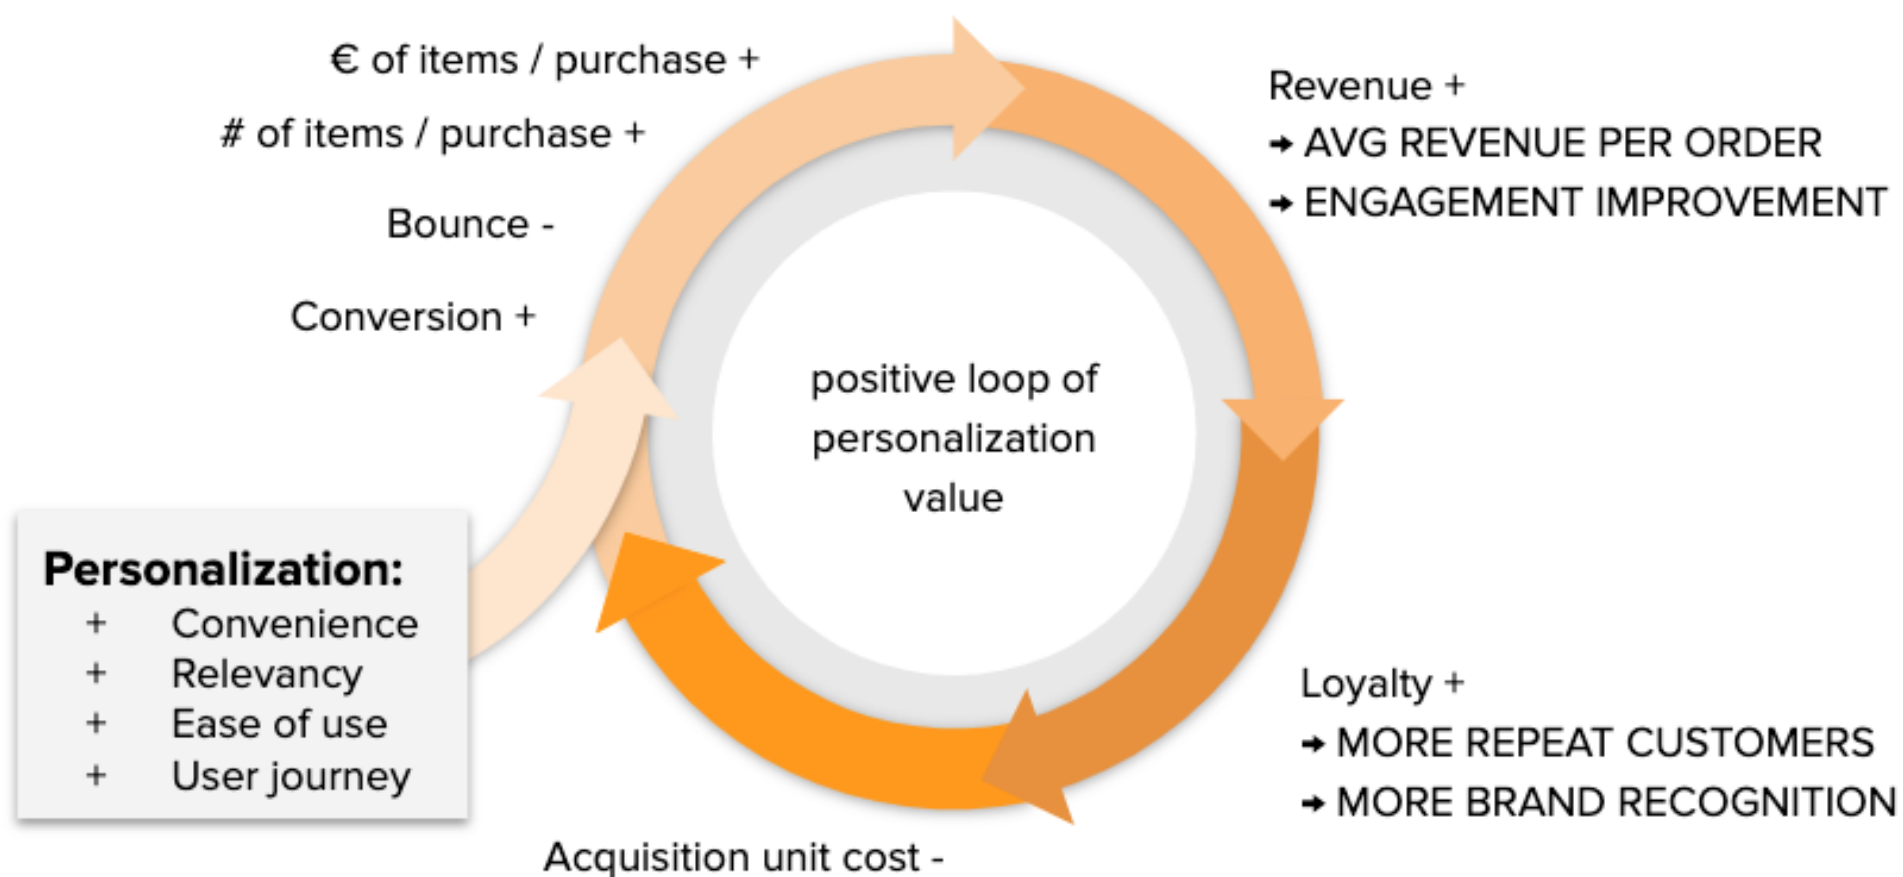 € of items / purchase +
# of items / purchase +
Bounce -
Conversion +
Revenue +
➔ AVG REVENUE PER ORDER
➔ ENGAGEMENT IMPROVEMENT
positive loop of
personalization
value
Personalization:
+ Convenience
+ Relevancy
+ Ease of use
+ User journey
Loyalty +
➔ MORE REPEAT CUSTOMERS
➔ MORE BRAND RECOGNITION
Acquisition unit cost -